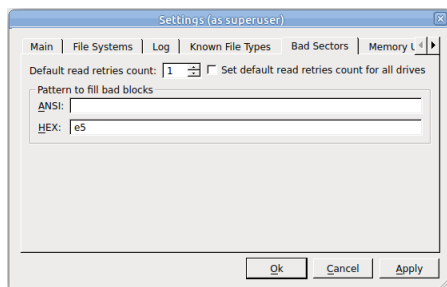 Settings (as superuser)
Main File Systems Log Known File Types Bad Sectors Memory
Default read retries count: 1 Set default read retries count for all drives
Pattern to fill bad blocks
ANSI:
HEX: e5
Ok Cancel Apply